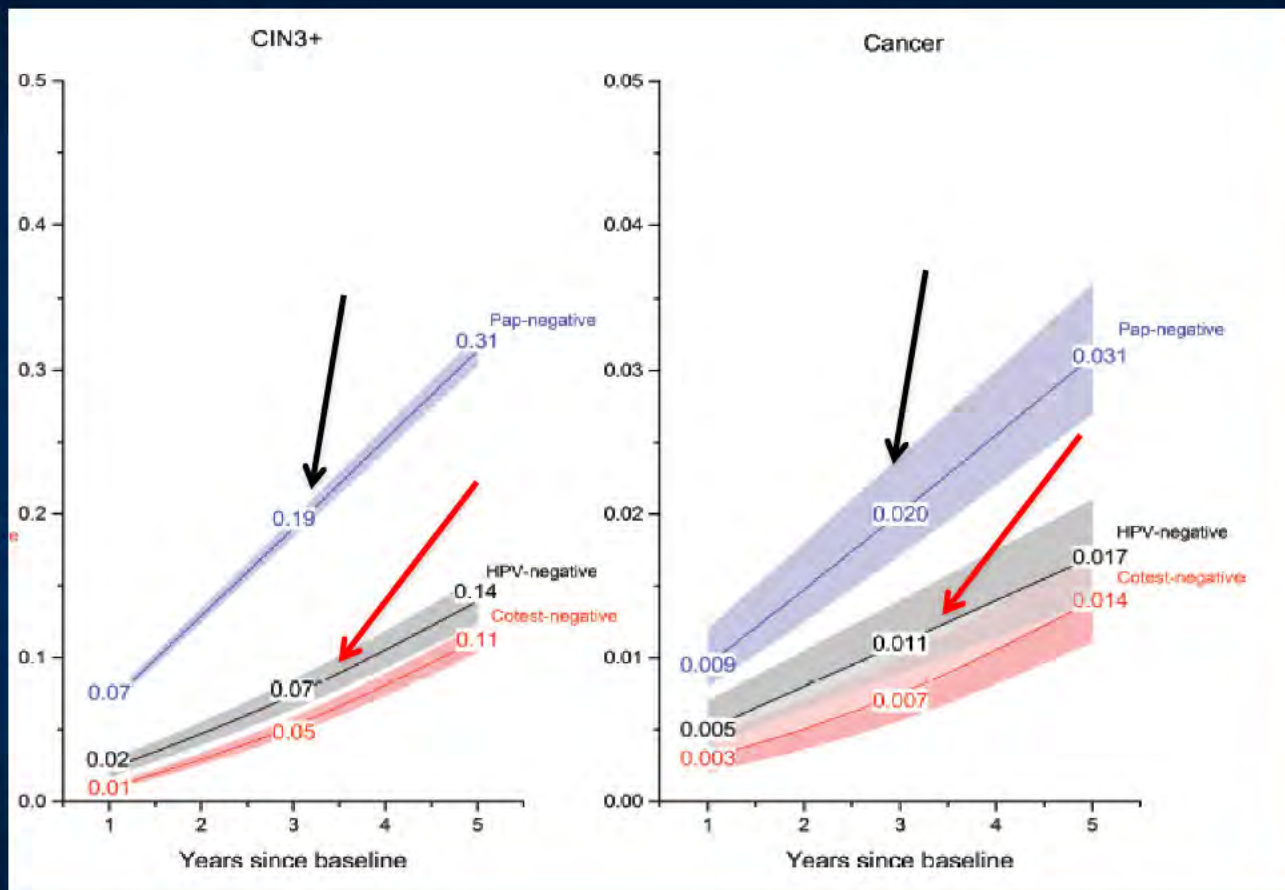 CIN3+
0.5
0.4
0.3
0.2
0.1
0.0
Pap-negative
0.31
0.19
0.07
HPV-negative
0.14
0.07
0.02
Cotest-negative
0.11
0.05
0.01
e
1 2 3 4 5
Years since baseline
Cancer
0.05
0.04
0.03
0.02
0.01
0.00
Pap-negative
0.031
0.020
0.009
HPV-negative
0.017
0.011
0.005
Cotest-negative
0.014
0.007
0.003
1 2 3 4 5
Years since baseline